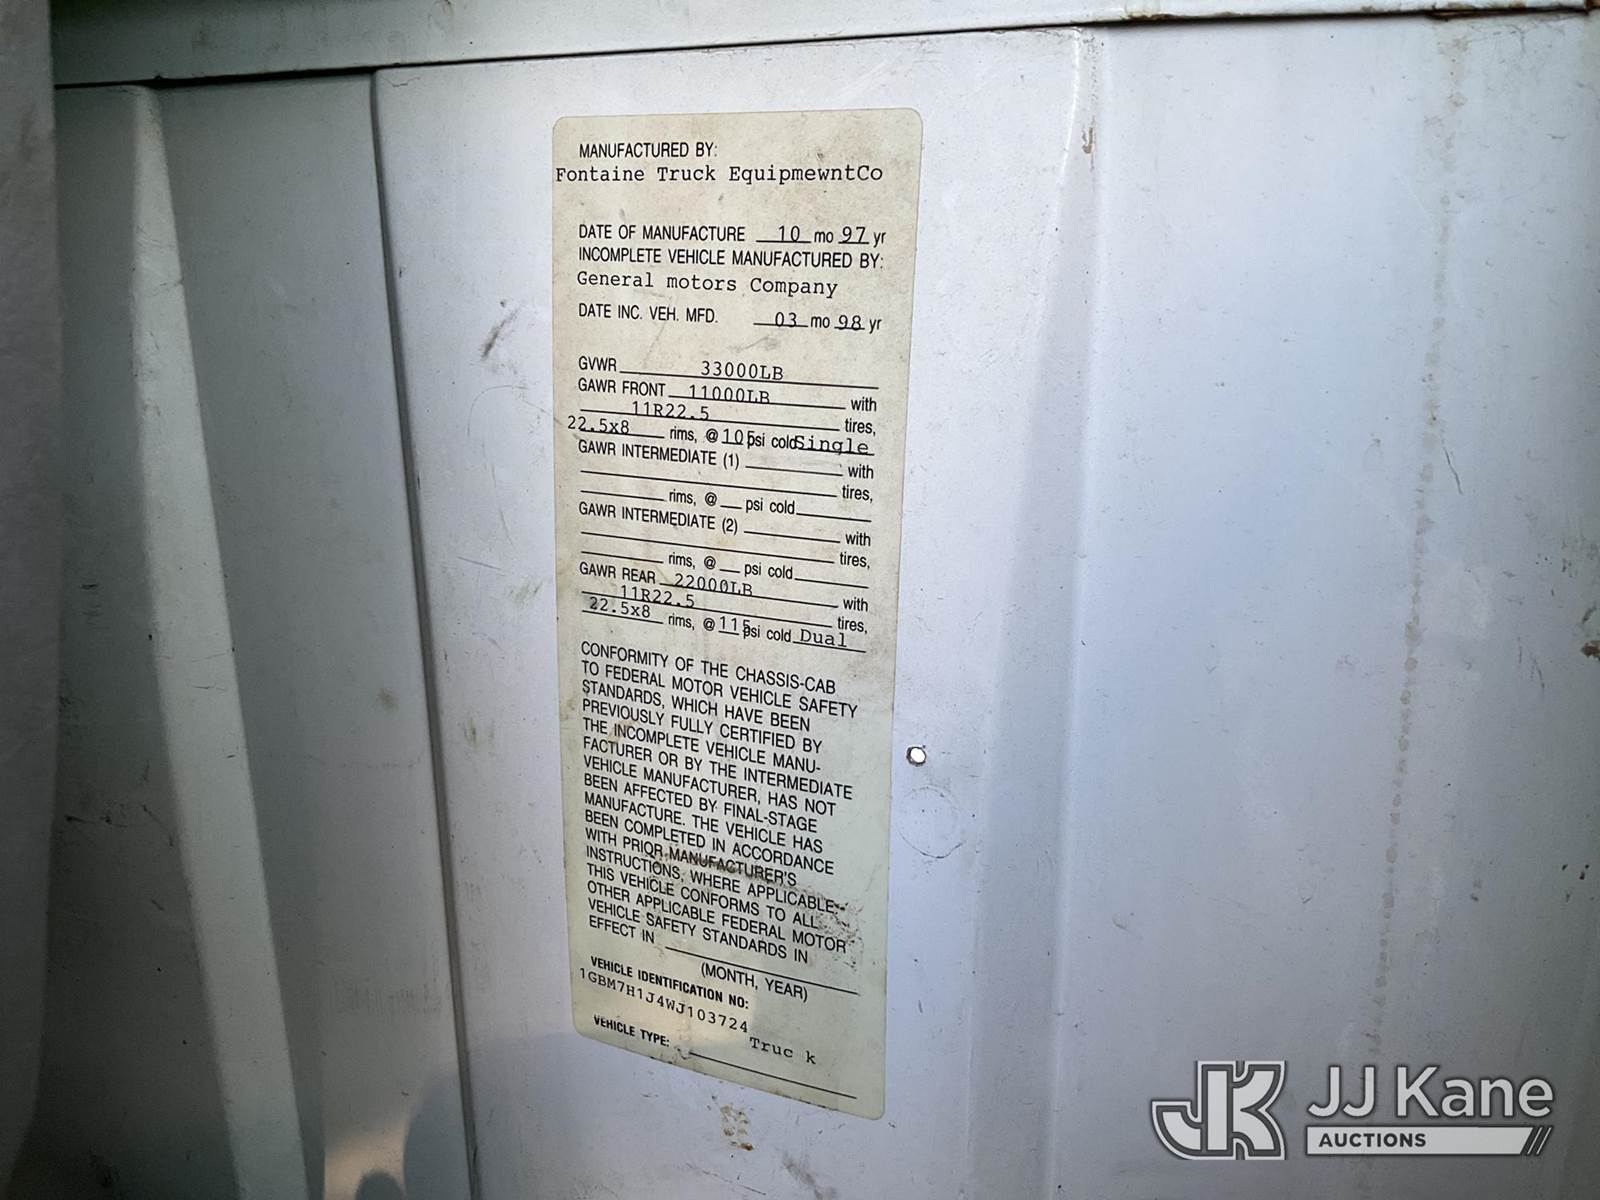 MANUFACTURED BY:
Fontaine Truck EquipmewntCo
DATE OF MANUFACTURE 10 mo 97 yr
INCOMPLETE VEHICLE MANUFACTURED BY:
General motors Company
DATE INC. VEH. MFD. 03 mo 98 yr
GVWR 33000LB
GAWR FRONT 11000LB with
11R22.5 tires,
22.5x8 rims, @ 105 psi cold Single
GAWR INTERMEDIATE (1) with
tires,
rims, @ psi cold
GAWR INTERMEDIATE (2) with
tires,
rims, @ psi cold
GAWR REAR 22000LB with
11R22.5 tires,
22.5x8 rims, @ 115 psi cold Dual
CONFORMITY OF THE CHASSIS-CAB
TO FEDERAL MOTOR VEHICLE SAFETY
STANDARDS, WHICH HAVE BEEN
PREVIOUSLY FULLY CERTIFIED BY
THE INCOMPLETE VEHICLE MANU-
FACTURER OR BY THE INTERMEDIATE
VEHICLE MANUFACTURER, HAS NOT
BEEN AFFECTED BY FINAL-STAGE
MANUFACTURE. THE VEHICLE HAS
BEEN COMPLETED IN ACCORDANCE
WITH PRIOR MANUFACTURER'S
INSTRUCTIONS, WHERE APPLICABLE.
THIS VEHICLE CONFORMS TO ALL
OTHER APPLICABLE FEDERAL MOTOR
VEHICLE SAFETY STANDARDS IN
EFFECT IN
(MONTH, YEAR)
VEHICLE IDENTIFICATION NO:
1GBM7H1J4WJ103724
VEHICLE TYPE: Truc k
JK JJ Kane
AUCTIONS